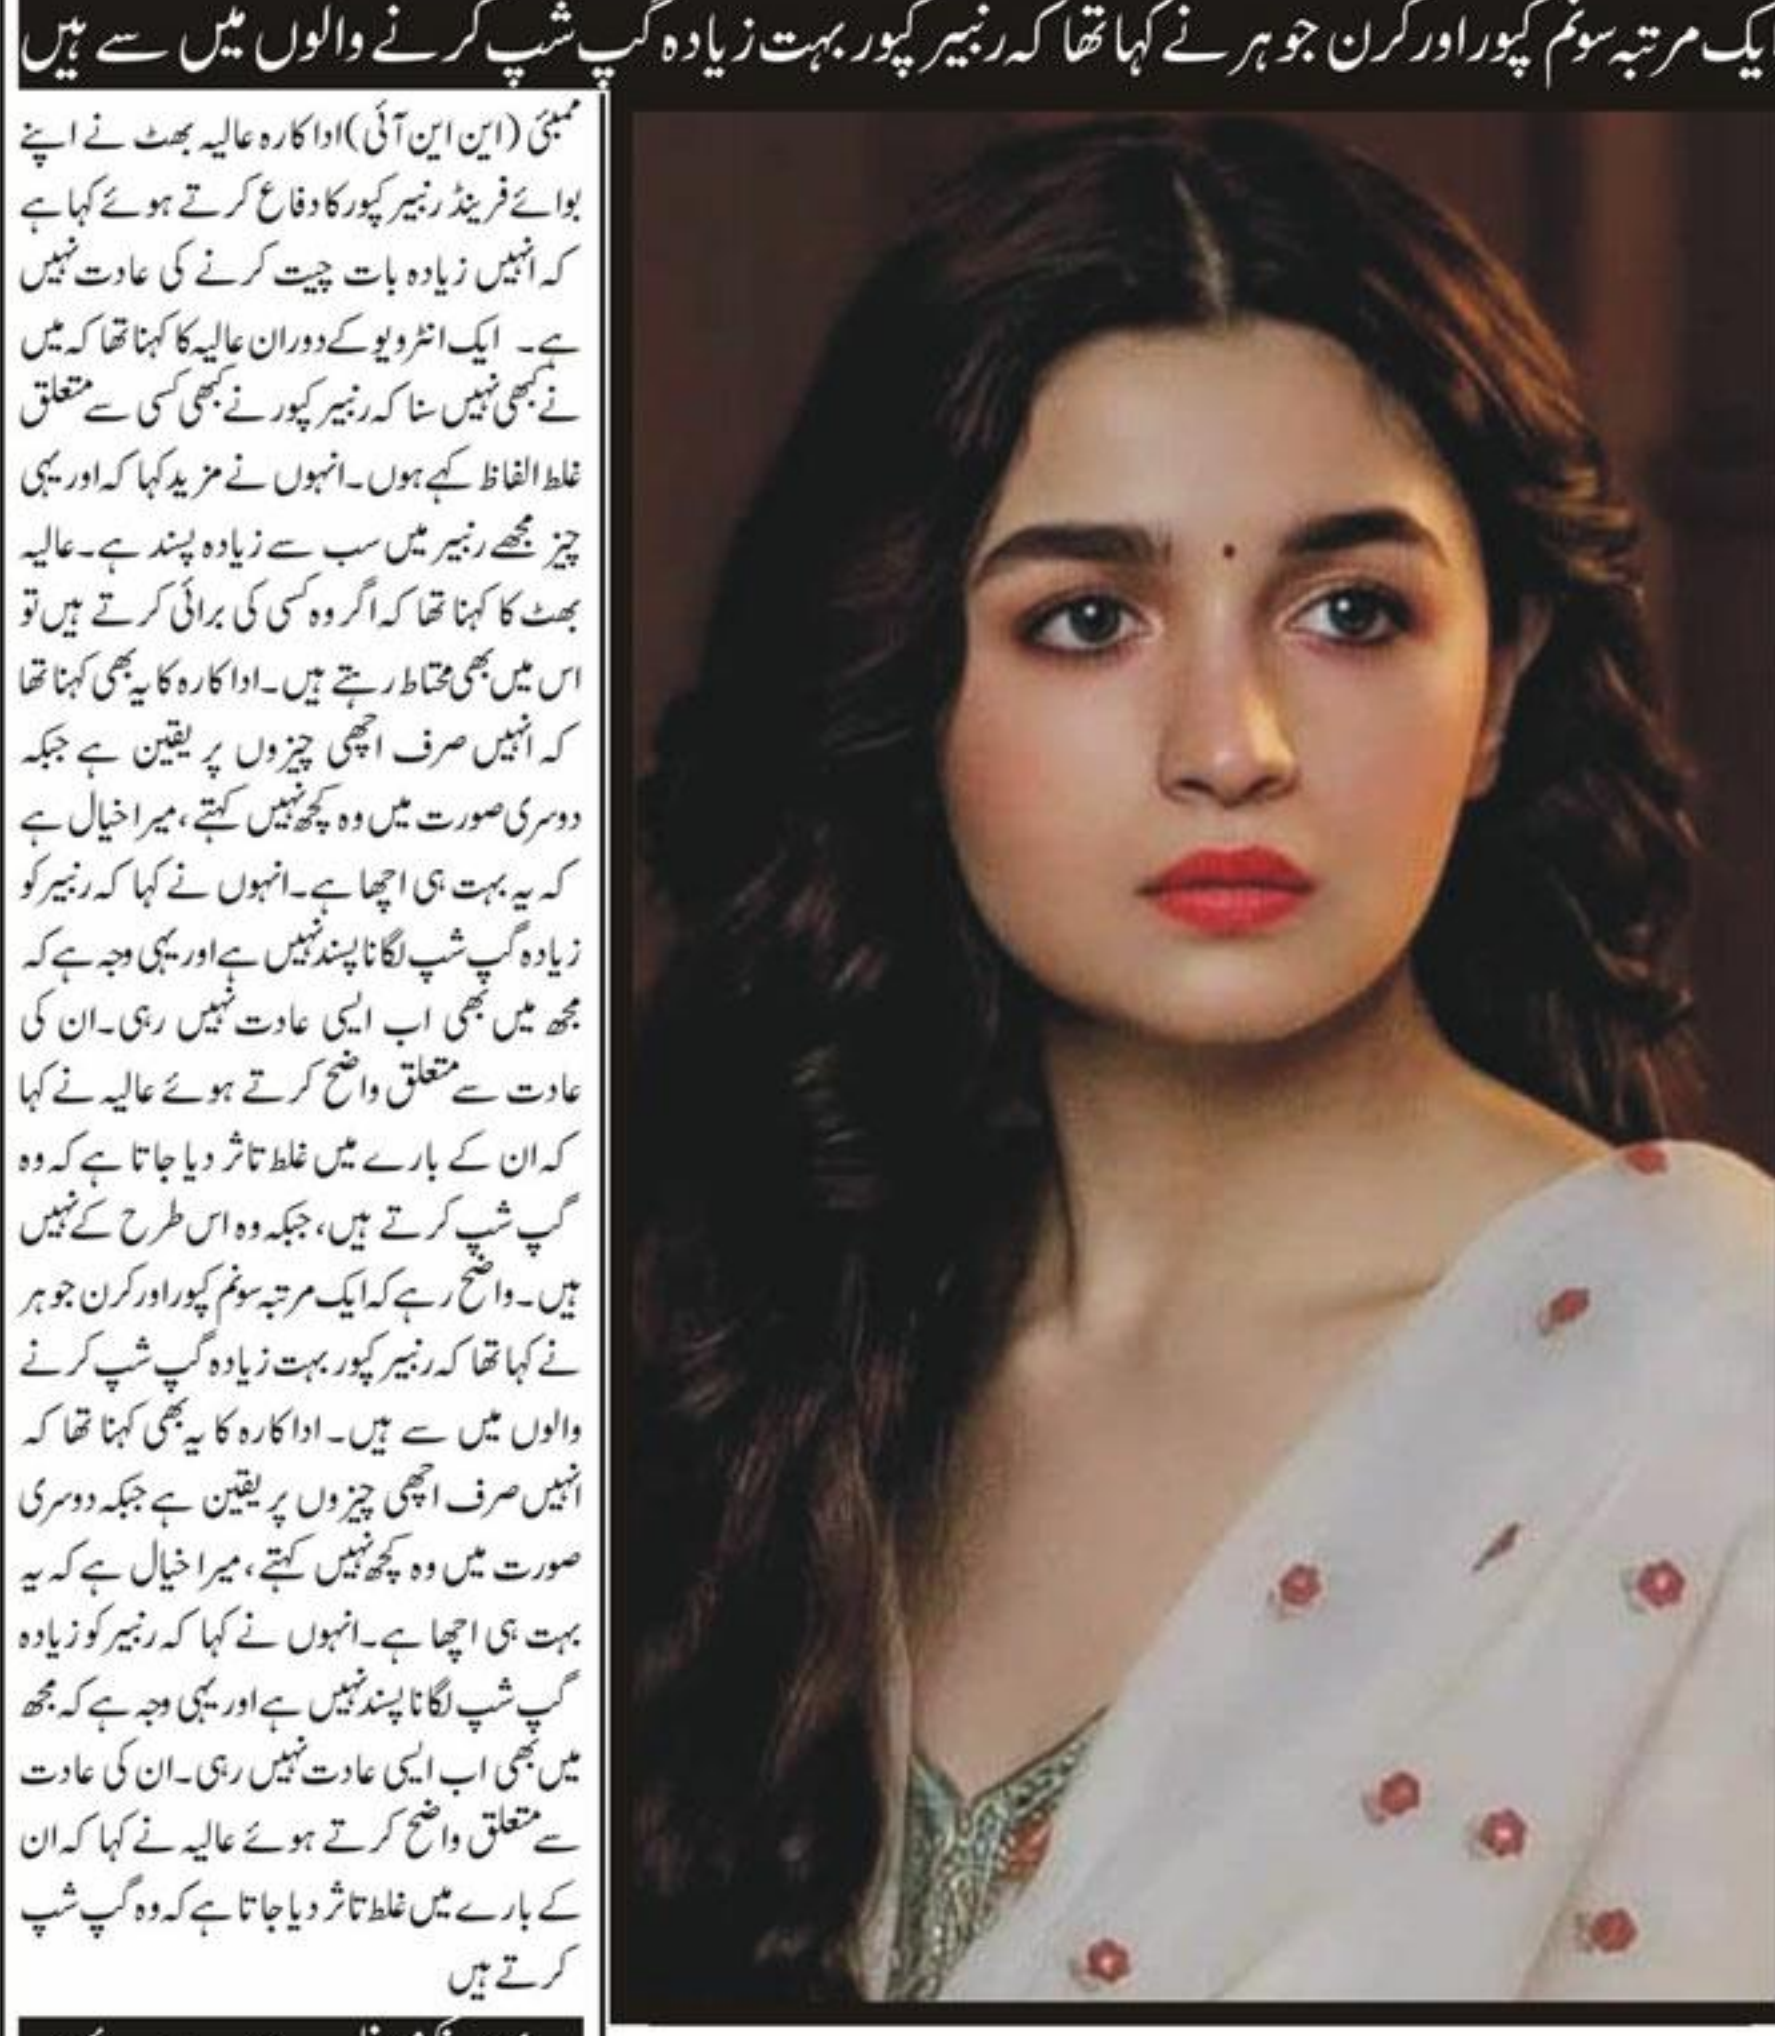 ایک مرتبہ سونم کپور اور کرن جوہر نے کہا تھا کہ رنبیر کپور بہت زیادہ گپ شپ کرنے والوں میں سے ہیں
ممبئی (این این آئی) اداکارہ عالیہ بھٹ نے اپنے
بوائے فرینڈ رنبیر کپور کا دفاع کرتے ہوئے کہا ہے
کہ انہیں زیادہ بات چیت کرنے کی عادت نہیں
ہے۔ ایک انٹرویو کے دوران عالیہ کا کہنا تھا کہ میں
نے کبھی نہیں سنا کہ رنبیر کپور نے کبھی کسی سے متعلق
غلط الفاظ کہے ہوں۔ انہوں نے مزید کہا کہ اور یہی
چیز مجھے رنبیر میں سب سے زیادہ پسند ہے۔ عالیہ
بھٹ کا کہنا تھا کہ اگر وہ کسی کی برائی کرتے ہیں تو
اس میں بھی محتاط رہتے ہیں۔ اداکارہ کا یہ بھی کہنا تھا
کہ انہیں صرف اچھی چیزوں پر یقین ہے جبکہ
دوسری صورت میں وہ کچھ نہیں کہتے، میرا خیال ہے
کہ یہ بہت ہی اچھا ہے۔ انہوں نے کہا کہ رنبیر کو
زیادہ گپ شپ لگانا پسند نہیں ہے اور یہی وجہ ہے کہ
مجھ میں بھی اب ایسی عادت نہیں رہی۔ ان کی
عادت سے متعلق واضح کرتے ہوئے عالیہ نے کہا
کہ ان کے بارے میں غلط تاثر دیا جاتا ہے کہ وہ
گپ شپ کرتے ہیں، جبکہ وہ اس طرح کے نہیں
ہیں۔ واضح رہے کہ ایک مرتبہ سونم کپور اور کرن جوہر
نے کہا تھا کہ رنبیر کپور بہت زیادہ گپ شپ کرنے
والوں میں سے ہیں۔ اداکارہ کا یہ بھی کہنا تھا کہ
انہیں صرف اچھی چیزوں پر یقین ہے جبکہ دوسری
صورت میں وہ کچھ نہیں کہتے، میرا خیال ہے کہ یہ
بہت ہی اچھا ہے۔ انہوں نے کہا کہ رنبیر کو زیادہ
گپ شپ لگانا پسند نہیں ہے اور یہی وجہ ہے کہ مجھ
میں بھی اب ایسی عادت نہیں رہی۔ ان کی عادت
سے متعلق واضح کرتے ہوئے عالیہ نے کہا کہ ان
کے بارے میں غلط تاثر دیا جاتا ہے کہ وہ گپ شپ
کرتے ہیں